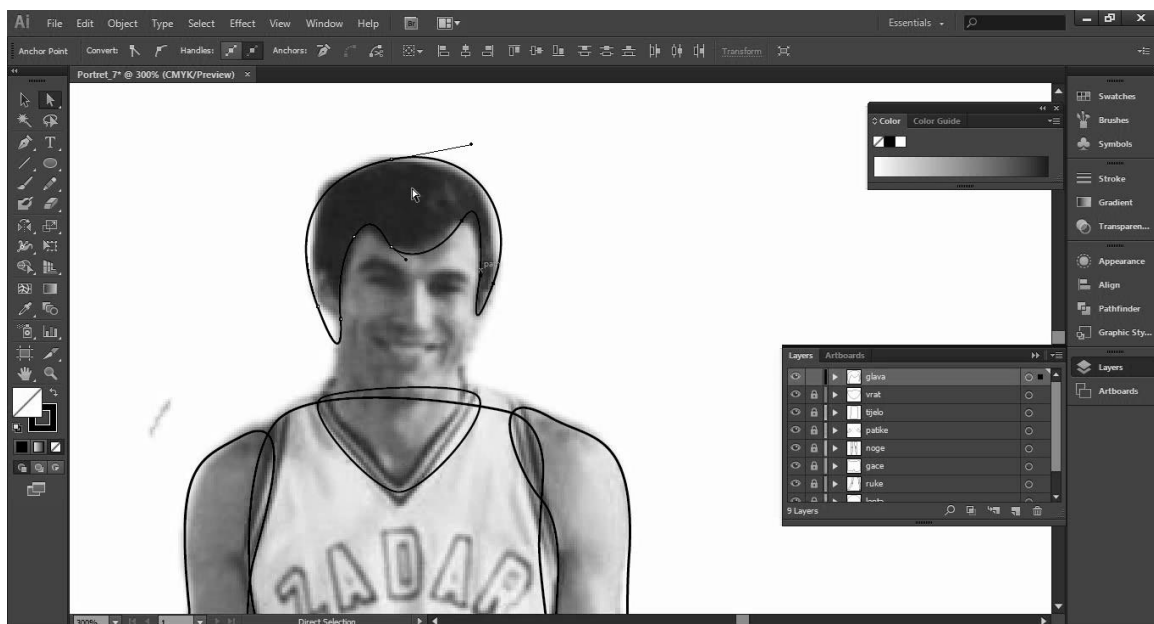 Ai File Edit Object Type Select Effect View Window Help Br Essentials
Anchor Point Convert: Handles: Anchors: Transform
Portret_7* @ 300% (CMYK/Preview) ×
Color Color Guide
Swatches
Brushes
Symbols
Stroke
Gradient
Transparen...
Appearance
Align
Pathfinder
Graphic Sty...
Layers
Artboards
Layers Artboards
glava
vrat
tijelo
patike
noge
gace
ruke
9 Layers
ZADAR
300% 1 Direct Selection